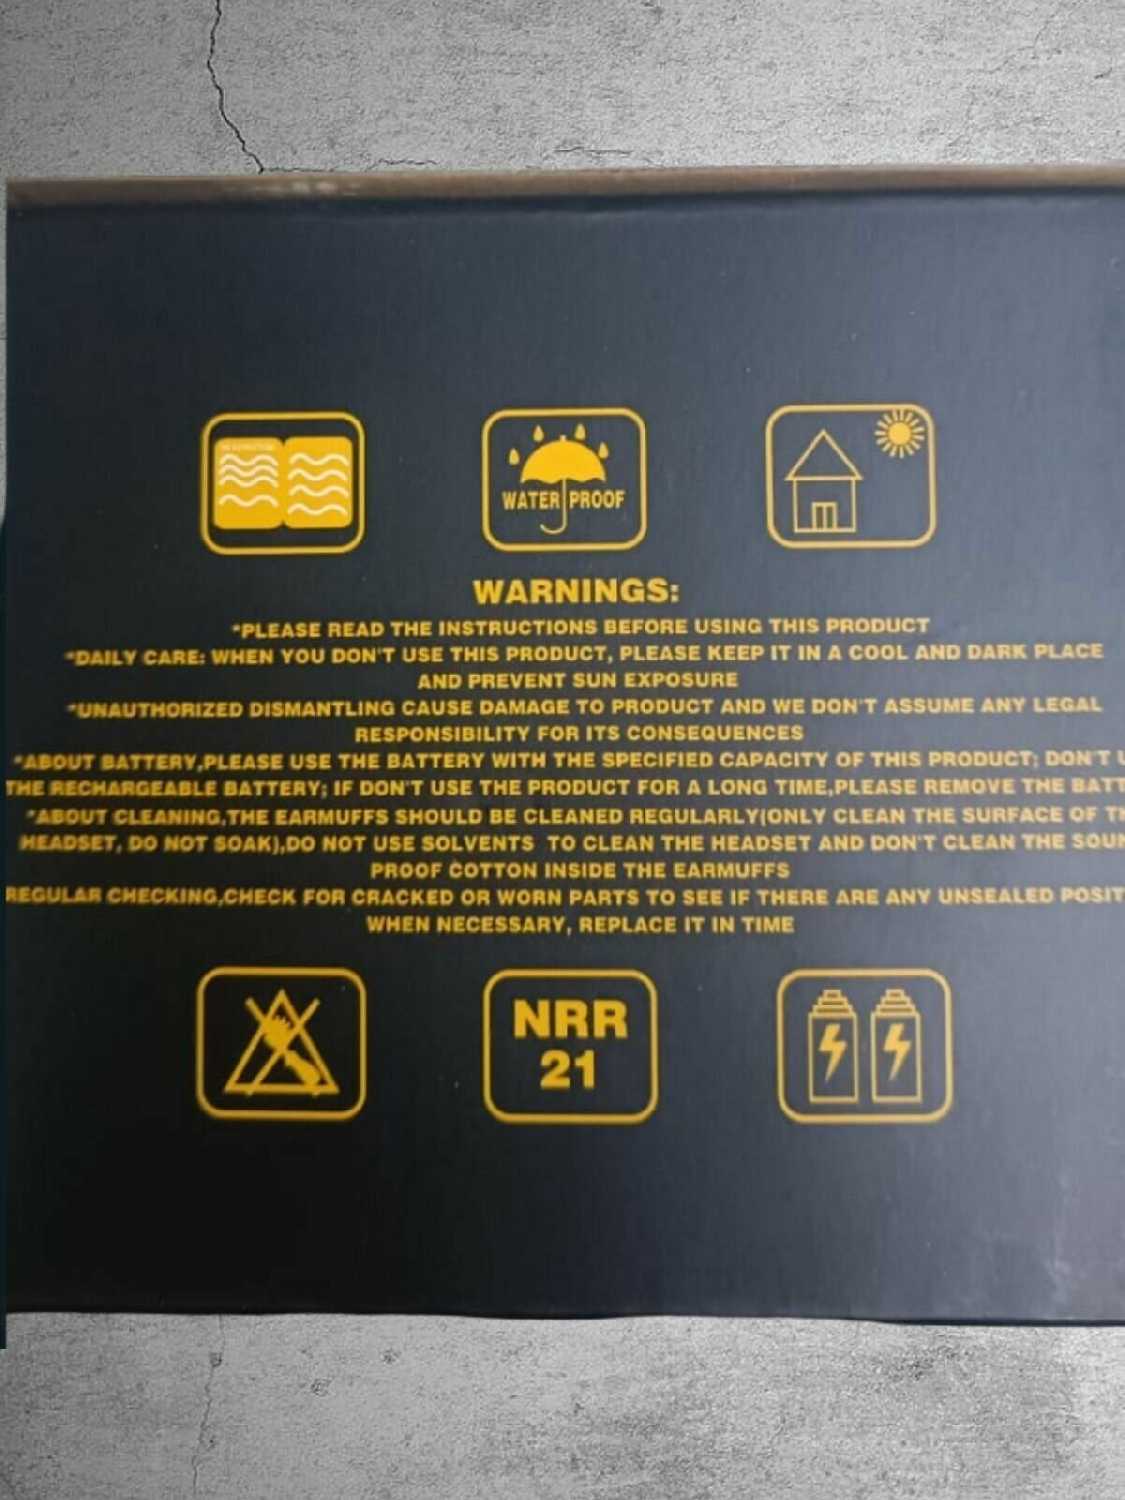 WATER PROOF
WARNINGS:
*PLEASE READ THE INSTRUCTIONS BEFORE USING THIS PRODUCT
*DAILY CARE: WHEN YOU DON'T USE THIS PRODUCT, PLEASE KEEP IT IN A COOL AND DARK PLACE
AND PREVENT SUN EXPOSURE
*UNAUTHORIZED DISMANTLING CAUSE DAMAGE TO PRODUCT AND WE DON'T ASSUME ANY LEGAL
RESPONSIBILITY FOR ITS CONSEQUENCES
*ABOUT BATTERY,PLEASE USE THE BATTERY WITH THE SPECIFIED CAPACITY OF THIS PRODUCT; DON'T
THE RECHARGEABLE BATTERY; IF DON'T USE THE PRODUCT FOR A LONG TIME,PLEASE REMOVE THE BATT
*ABOUT CLEANING,THE EARMUFFS SHOULD BE CLEANED REGULARLY(ONLY CLEAN THE SURFACE OF
HEADSET, DO NOT SOAK),DO NOT USE SOLVENTS TO CLEAN THE HEADSET AND DON'T CLEAN THE SOUN
PROOF COTTON INSIDE THE EARMUFFS
REGULAR CHECKING,CHECK FOR CRACKED OR WORN PARTS TO SEE IF THERE ARE ANY UNSEALED POSIT
WHEN NECESSARY, REPLACE IT IN TIME
NRR
21